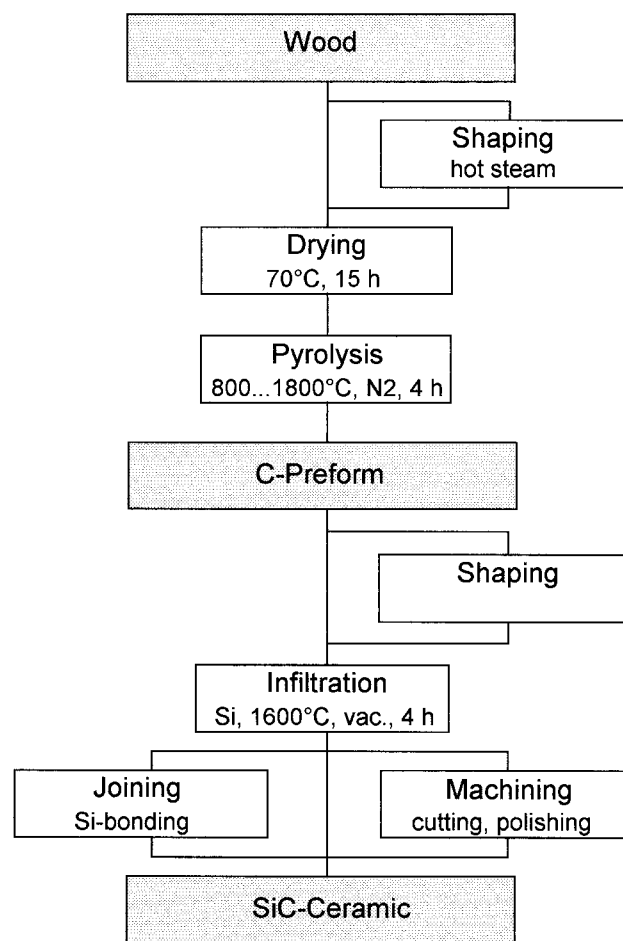 Wood
Shaping
hot steam
Drying
70°C, 15 h
Pyrolysis
800...1800°C, N2, 4 h
C-Preform
Shaping
Infiltration
Si, 1600°C, vac., 4 h
Joining
Si-bonding
Machining
cutting, polishing
SiC-Ceramic